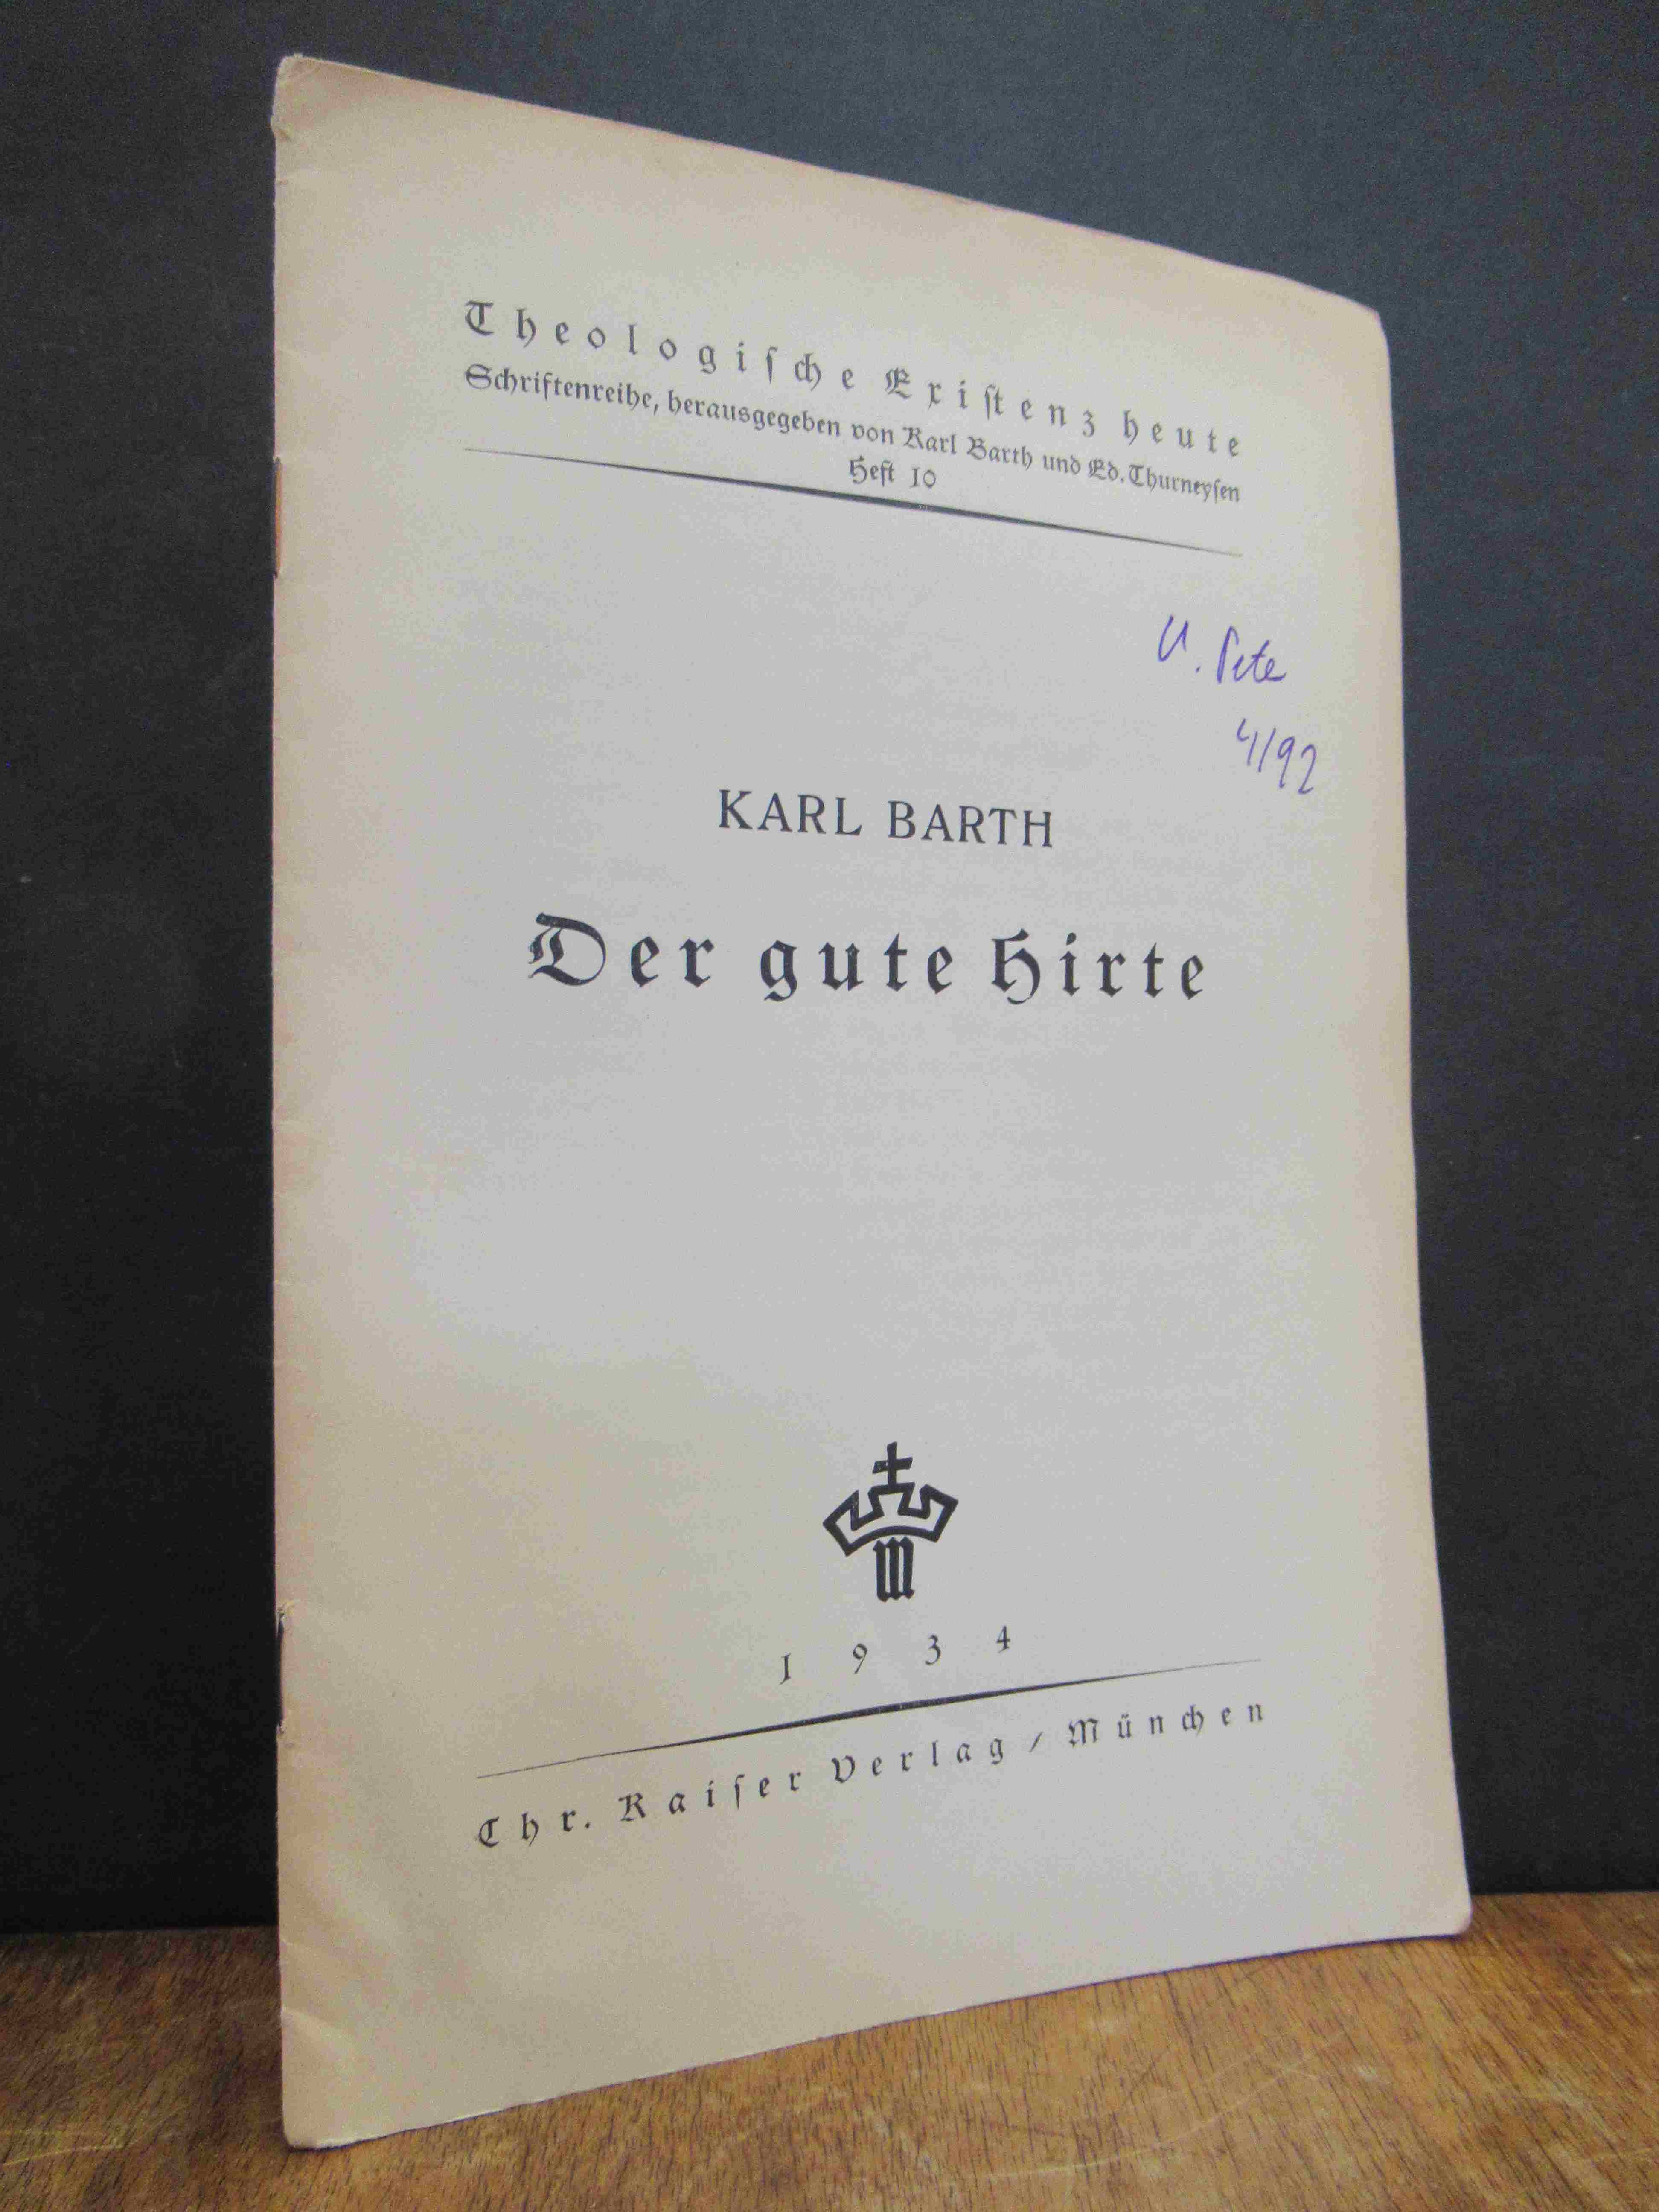 Theologiſche Exiſtenz heute
Schriftenreihe, herausgegeben von Karl Barth und Ed. Thurneyſen
Heft 10
4/92
KARL BARTH
Der gute Hirte
1934
Chr. Kaiſer Verlag / München